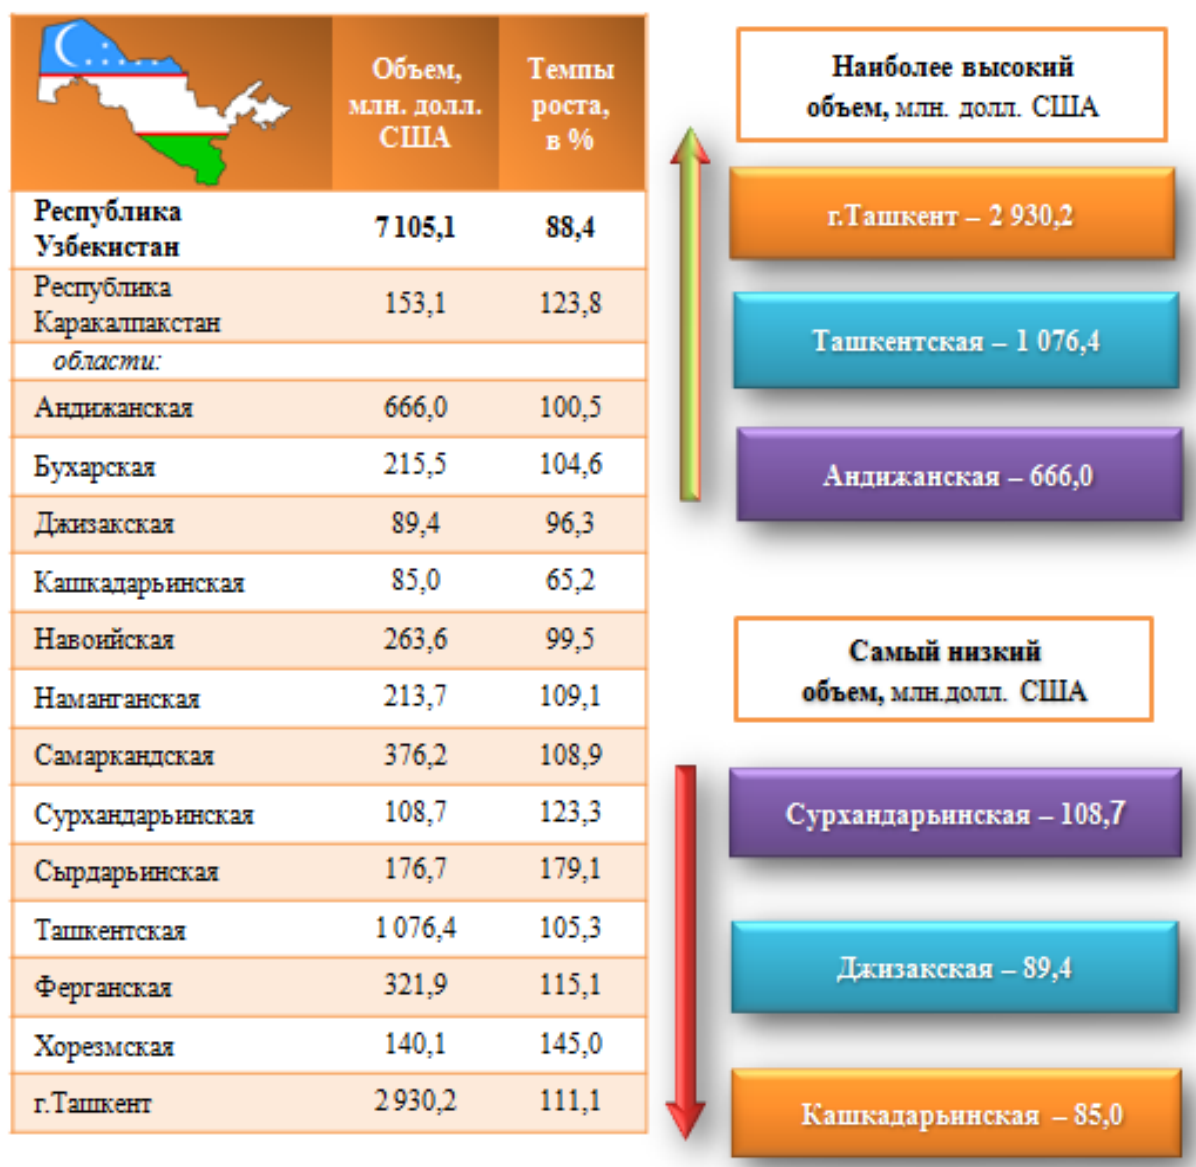 Объем,
млн. долл.
США
Темпы
роста,
в %
Республика
Узбекистан
7 105,1
88,4
Республика
Каракалпакстан
153,1
123,8
области:
Андижанская 666,0 100,5
Бухарская 215,5 104,6
Джизакская 89,4 96,3
Кашкадарьинская 85,0 65,2
Навоийская 263,6 99,5
Наманганская 213,7 109,1
Самаркандская 376,2 108,9
Сурхандарьинская 108,7 123,3
Сырдарьинская 176,7 179,1
Ташкентская 1 076,4 105,3
Ферганская 321,9 115,1
Хорезмская 140,1 145,0
г.Ташкент 2 930,2 111,1
Наиболее высокий
объем, млн. долл. США
г.Ташкент – 2 930,2
Ташкентская – 1 076,4
Андижанская – 666,0
Самый низкий
объем, млн.долл. США
Сурхандарьинская – 108,7
Джизакская – 89,4
Кашкадарьинская – 85,0